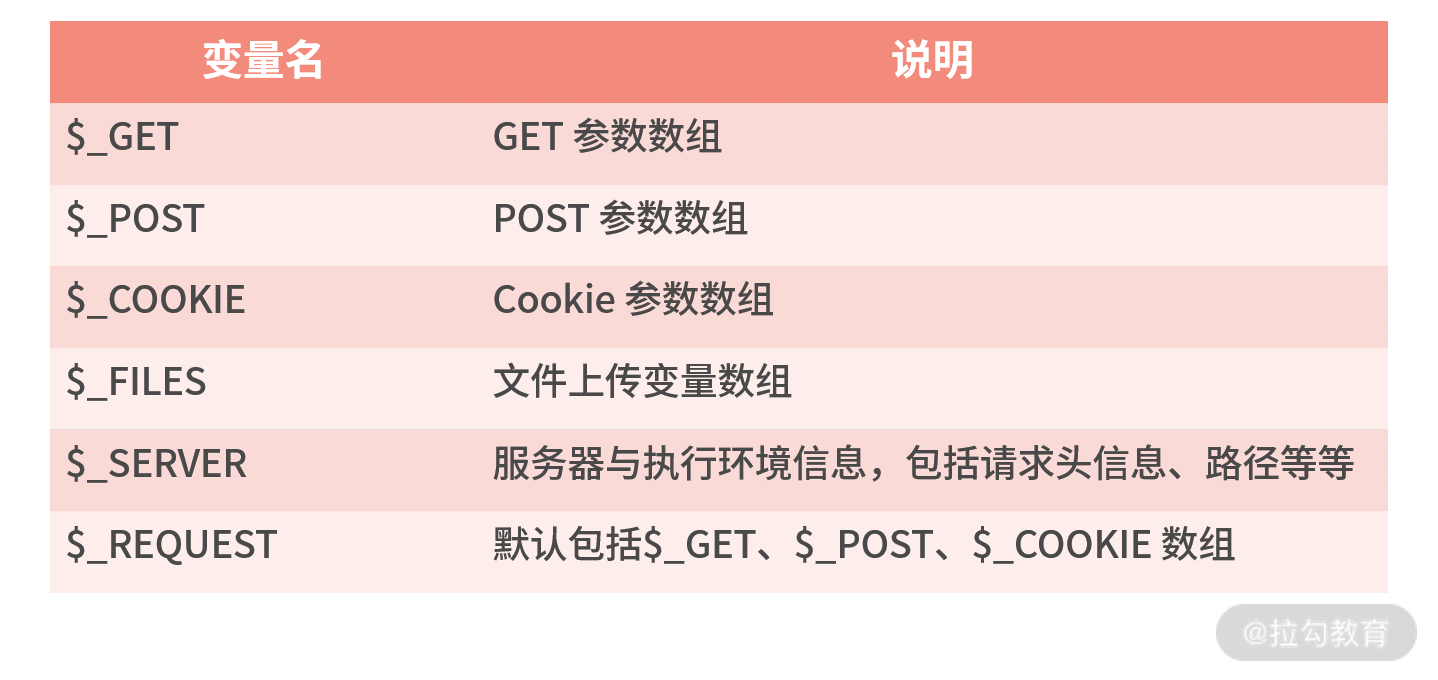 变量名 说明
$_GET GET 参数数组
$_POST POST 参数数组
$_COOKIE Cookie 参数数组
$_FILES 文件上传变量数组
$_SERVER 服务器与执行环境信息，包括请求头信息、路径等等
$_REQUEST 默认包括$_GET、$_POST、$_COOKIE 数组
@拉勾教育